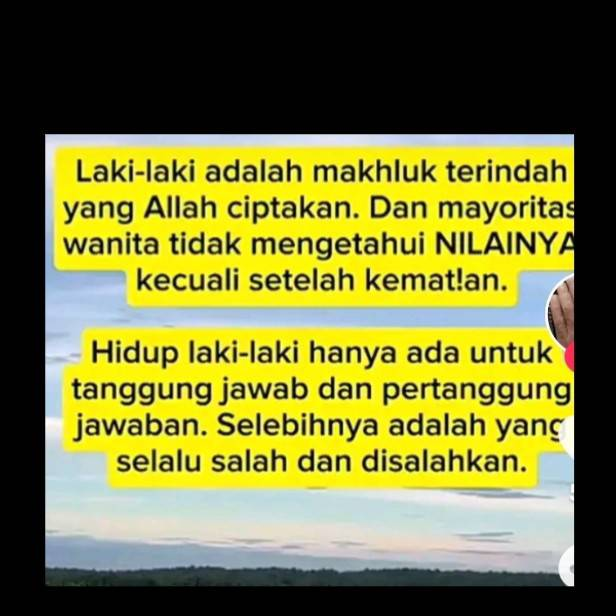 Laki-laki adalah makhluk terindah
yang Allah ciptakan. Dan mayoritas
wanita tidak mengetahui NILAINYA
kecuali setelah kemat!an.
Hidup laki-laki hanya ada untuk
tanggung jawab dan pertanggung
jawaban. Selebihnya adalah yang
selalu salah dan disalahkan.